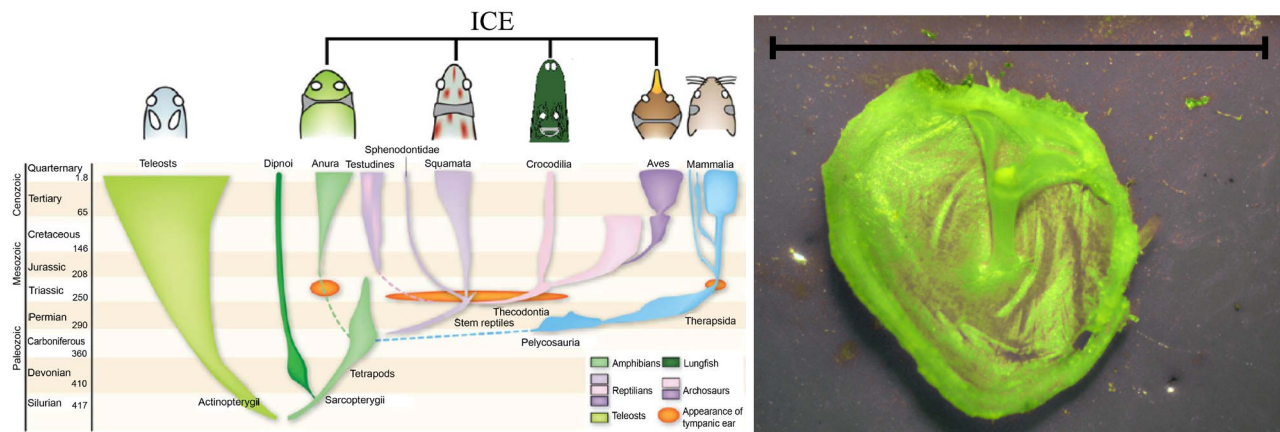 ICE
Sphenodontidae
Teleosts
Dipnoi
Anura
Testudines
Squamata
Crocodilia
Aves
Mammalia
Cenozoic
Mesozoic
Paleozoic
Quarternary
1.8
Tertiary
65
Cretaceous
146
Jurassic
208
Triassic
250
Permian
290
Carboniferous
360
Devonian
410
Silurian
417
Thecodontia
Stem reptiles
Therapsida
Pelycosauria
Tetrapods
Actinopterygil
Sarcopterygii
Amphibians
Lungfish
Reptilians
Archosaurs
Teleosts
Appearance of
tympanic ear